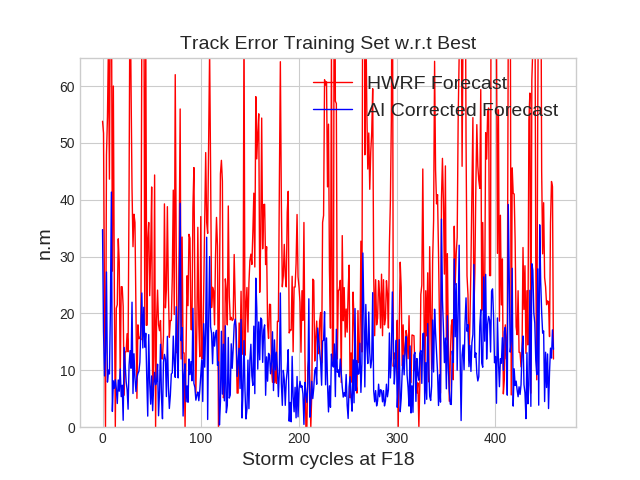 Track Error Training Set w.r.t Best
HWRF Forecast
AI Corrected Forecast
60
50
40
30
20
10
0
n.m
0 100 200 300 400
Storm cycles at F18